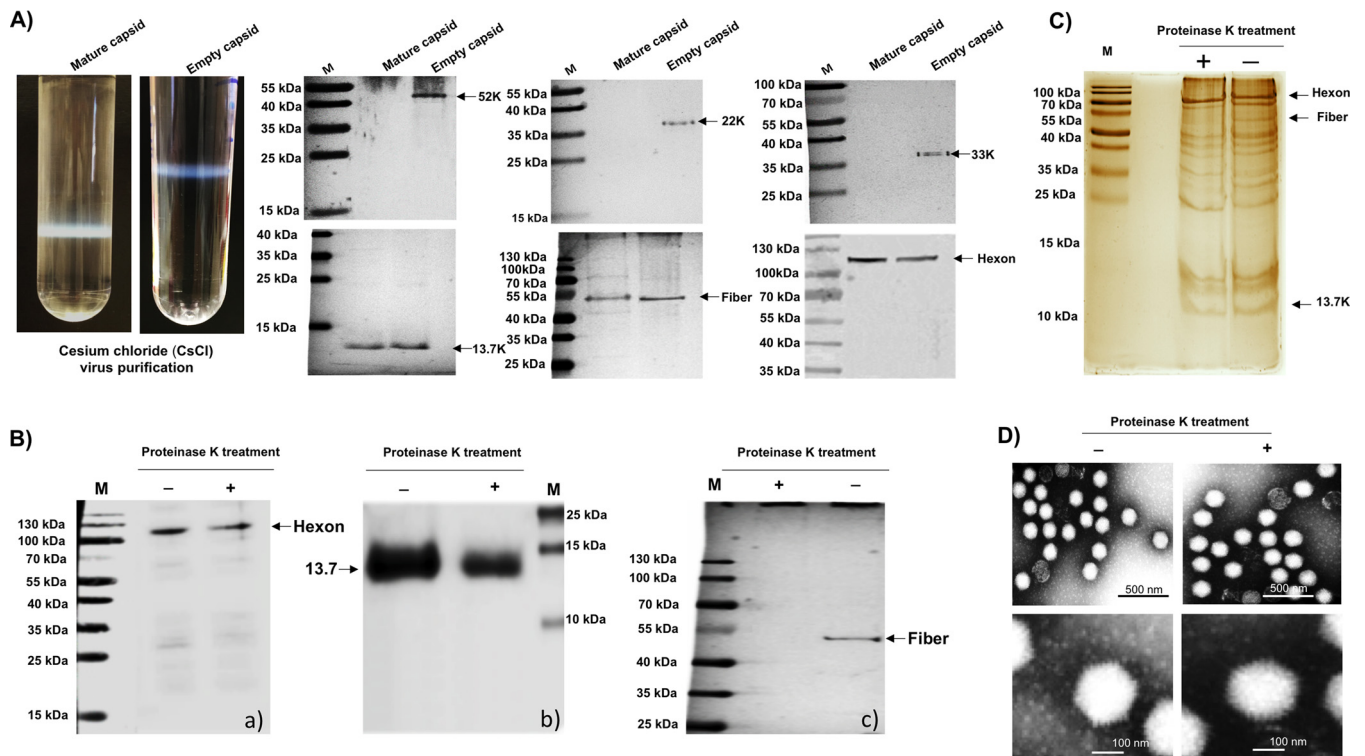 A)
Mature capsid
Empty capsid
Cesium chloride (CsCl)
virus purification
M
Mature capsid
Empty capsid
55 kDa
40 kDa
35 kDa
25 kDa
15 kDa
52K
40 kDa
35 kDa
25 kDa
15 kDa
13.7K
M
Mature capsid
Empty capsid
55 kDa
40 kDa
35 kDa
25 kDa
15 kDa
22K
130 kDa
100kDa
70 kDa
55 kDa
40 kDa
35 kDa
25 kDa
Fiber
M
Mature capsid
Empty capsid
100 kDa
70 kDa
55 kDa
40 kDa
35 kDa
25 kDa
33K
130 kDa
100kDa
70 kDa
55 kDa
40 kDa
35 kDa
Hexon
B)
Proteinase K treatment
M
–
+
130 kDa
100 kDa
70 kDa
55 kDa
40 kDa
35 kDa
25 kDa
15 kDa
Hexon
a)
Proteinase K treatment
–
+
M
13.7
25 kDa
15 kDa
10 kDa
b)
Proteinase K treatment
M
+
–
130 kDa
100 kDa
70 kDa
55 kDa
40 kDa
35 kDa
25 kDa
Fiber
c)
C)
Proteinase K treatment
M
+
–
100 kDa
70 kDa
55 kDa
40 kDa
35 kDa
25 kDa
15 kDa
10 kDa
Hexon
Fiber
13.7K
D)
Proteinase K treatment
–
+
500 nm
500 nm
100 nm
100 nm